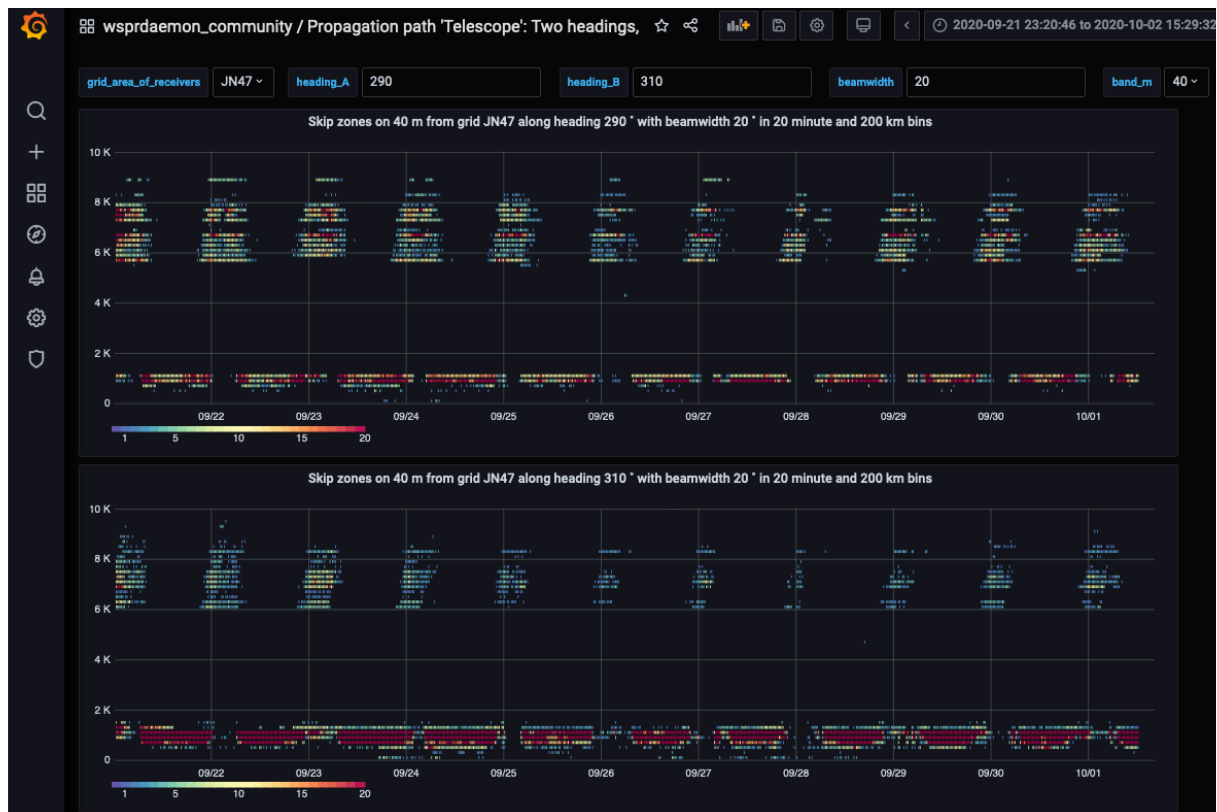 wsprdaemon_community / Propagation path 'Telescope': Two headings,
2020-09-21 23:20:46 to 2020-10-02 15:29:32
grid_area_of_receivers JN47 heading_A 290 heading_B 310 beamwidth 20 band_m 40
Skip zones on 40 m from grid JN47 along heading 290 ° with beamwidth 20 ° in 20 minute and 200 km bins
10 K
8 K
6 K
4 K
2 K
0
09/22 09/23 09/24 09/25 09/26 09/27 09/28 09/29 09/30 10/01
1 5 10 15 20
Skip zones on 40 m from grid JN47 along heading 310 ° with beamwidth 20 ° in 20 minute and 200 km bins
10 K
8 K
6 K
4 K
2 K
0
09/22 09/23 09/24 09/25 09/26 09/27 09/28 09/29 09/30 10/01
1 5 10 15 20